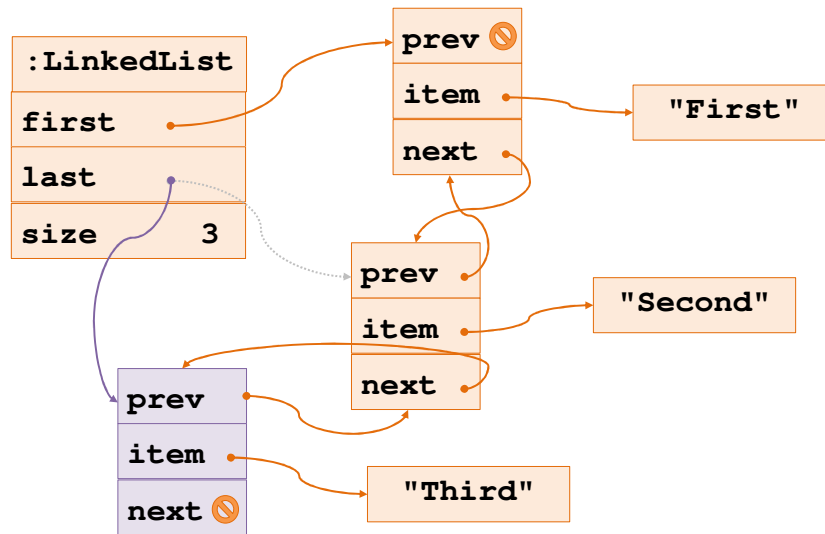 :LinkedList
first
last
size 3
prev
item
next
"First"
prev
item
next
"Second"
prev
item
next
"Third"